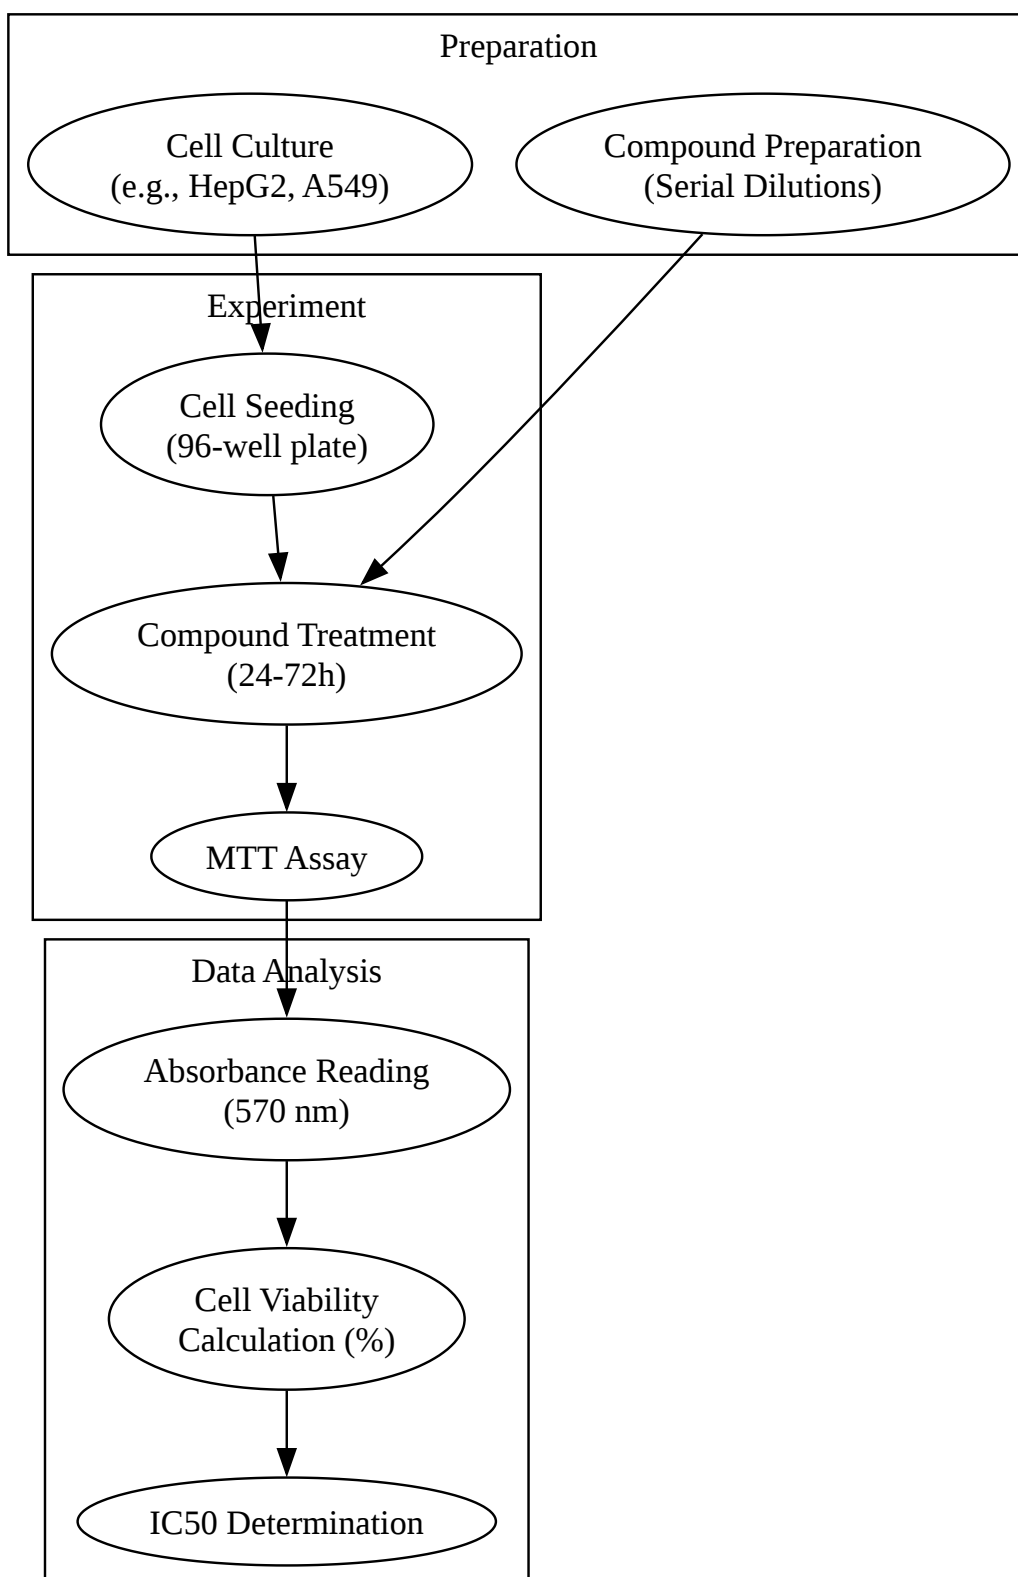 Preparation
Cell Culture
(e.g., HepG2, A549)
Compound Preparation
(Serial Dilutions)
Experiment
Cell Seeding
(96-well plate)
Compound Treatment
(24-72h)
MTT Assay
Data Analysis
Absorbance Reading
(570 nm)
Cell Viability
Calculation (%)
IC50 Determination